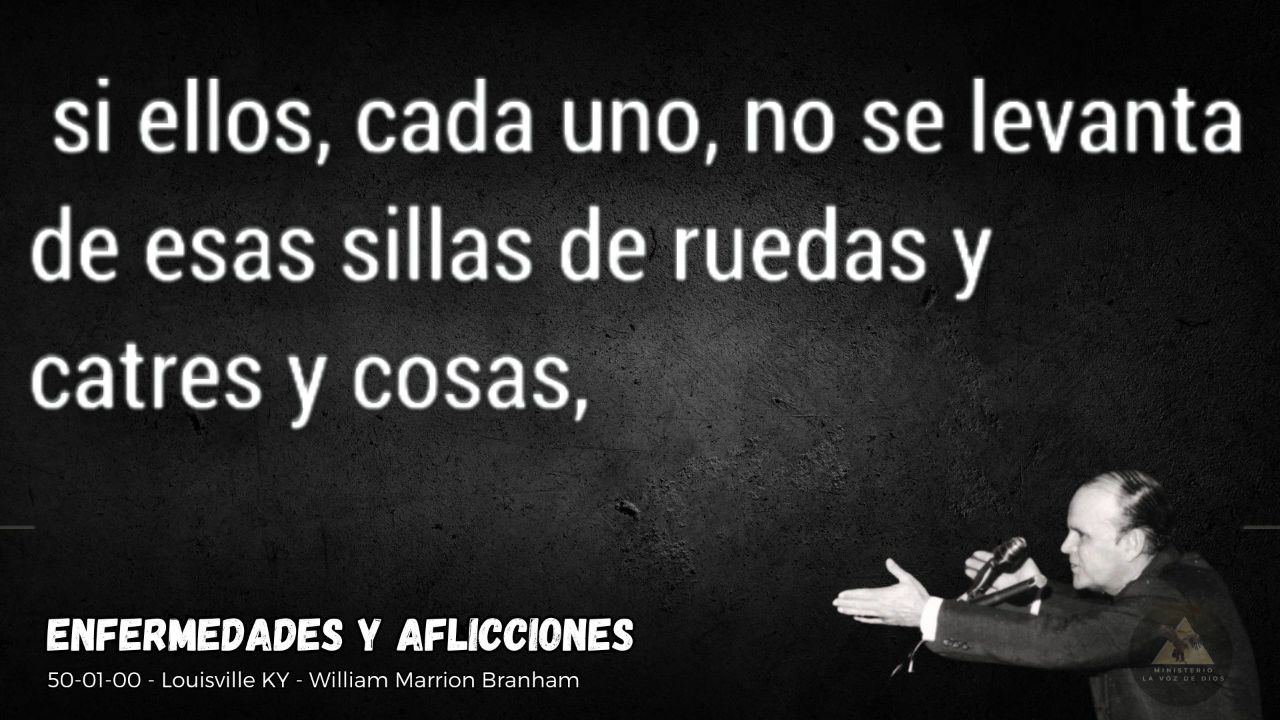 si ellos, cada uno, no se levanta
de esas sillas de ruedas y
catres y cosas,
ENFERMEDADES Y AFLICCIONES
50-01-00 - Louisville KY - William Marrion Branham
MINISTERIO
LA VOZ DE DIOS